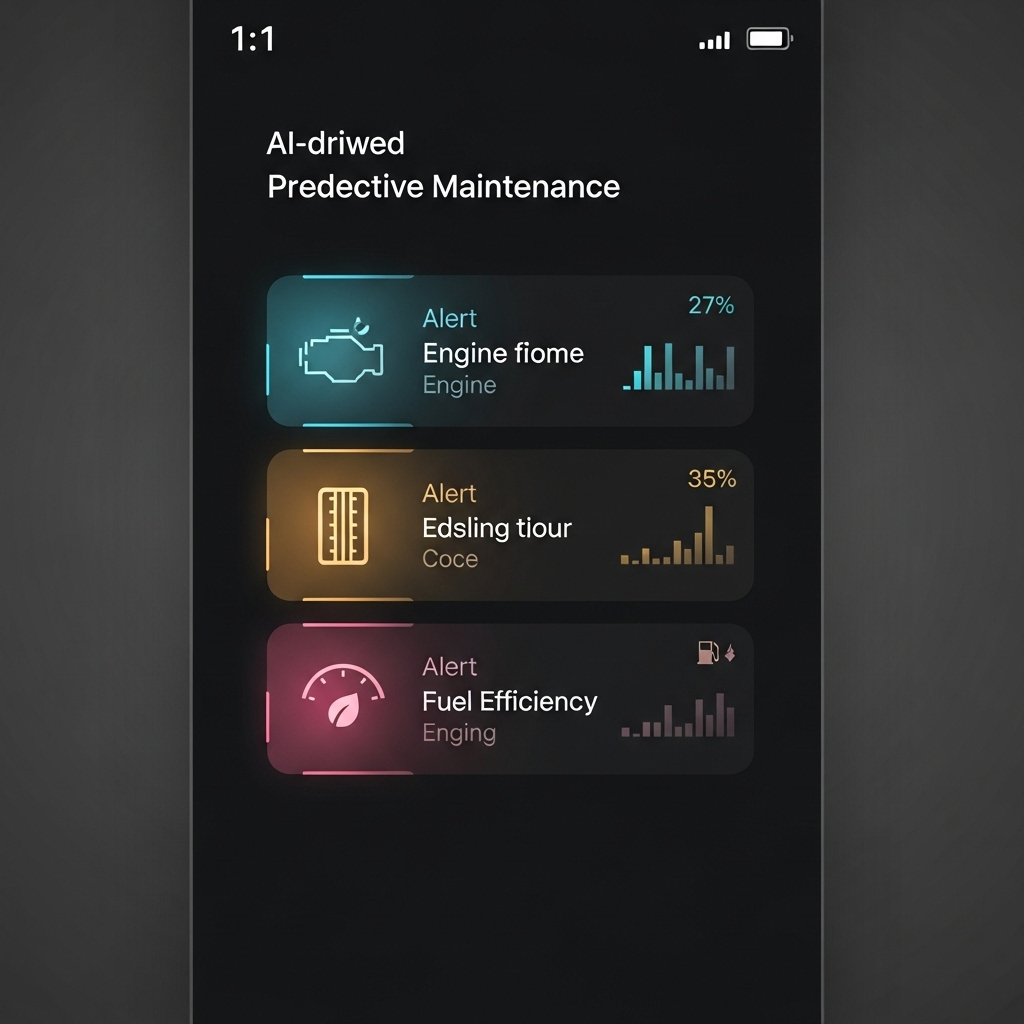 1:1
AI-driwed
Predective Maintenance
27%
Alert
Engine fiome
Engine
35%
Alert
Edsling tiour
Coce
Alert
Fuel Efficiency
Enging